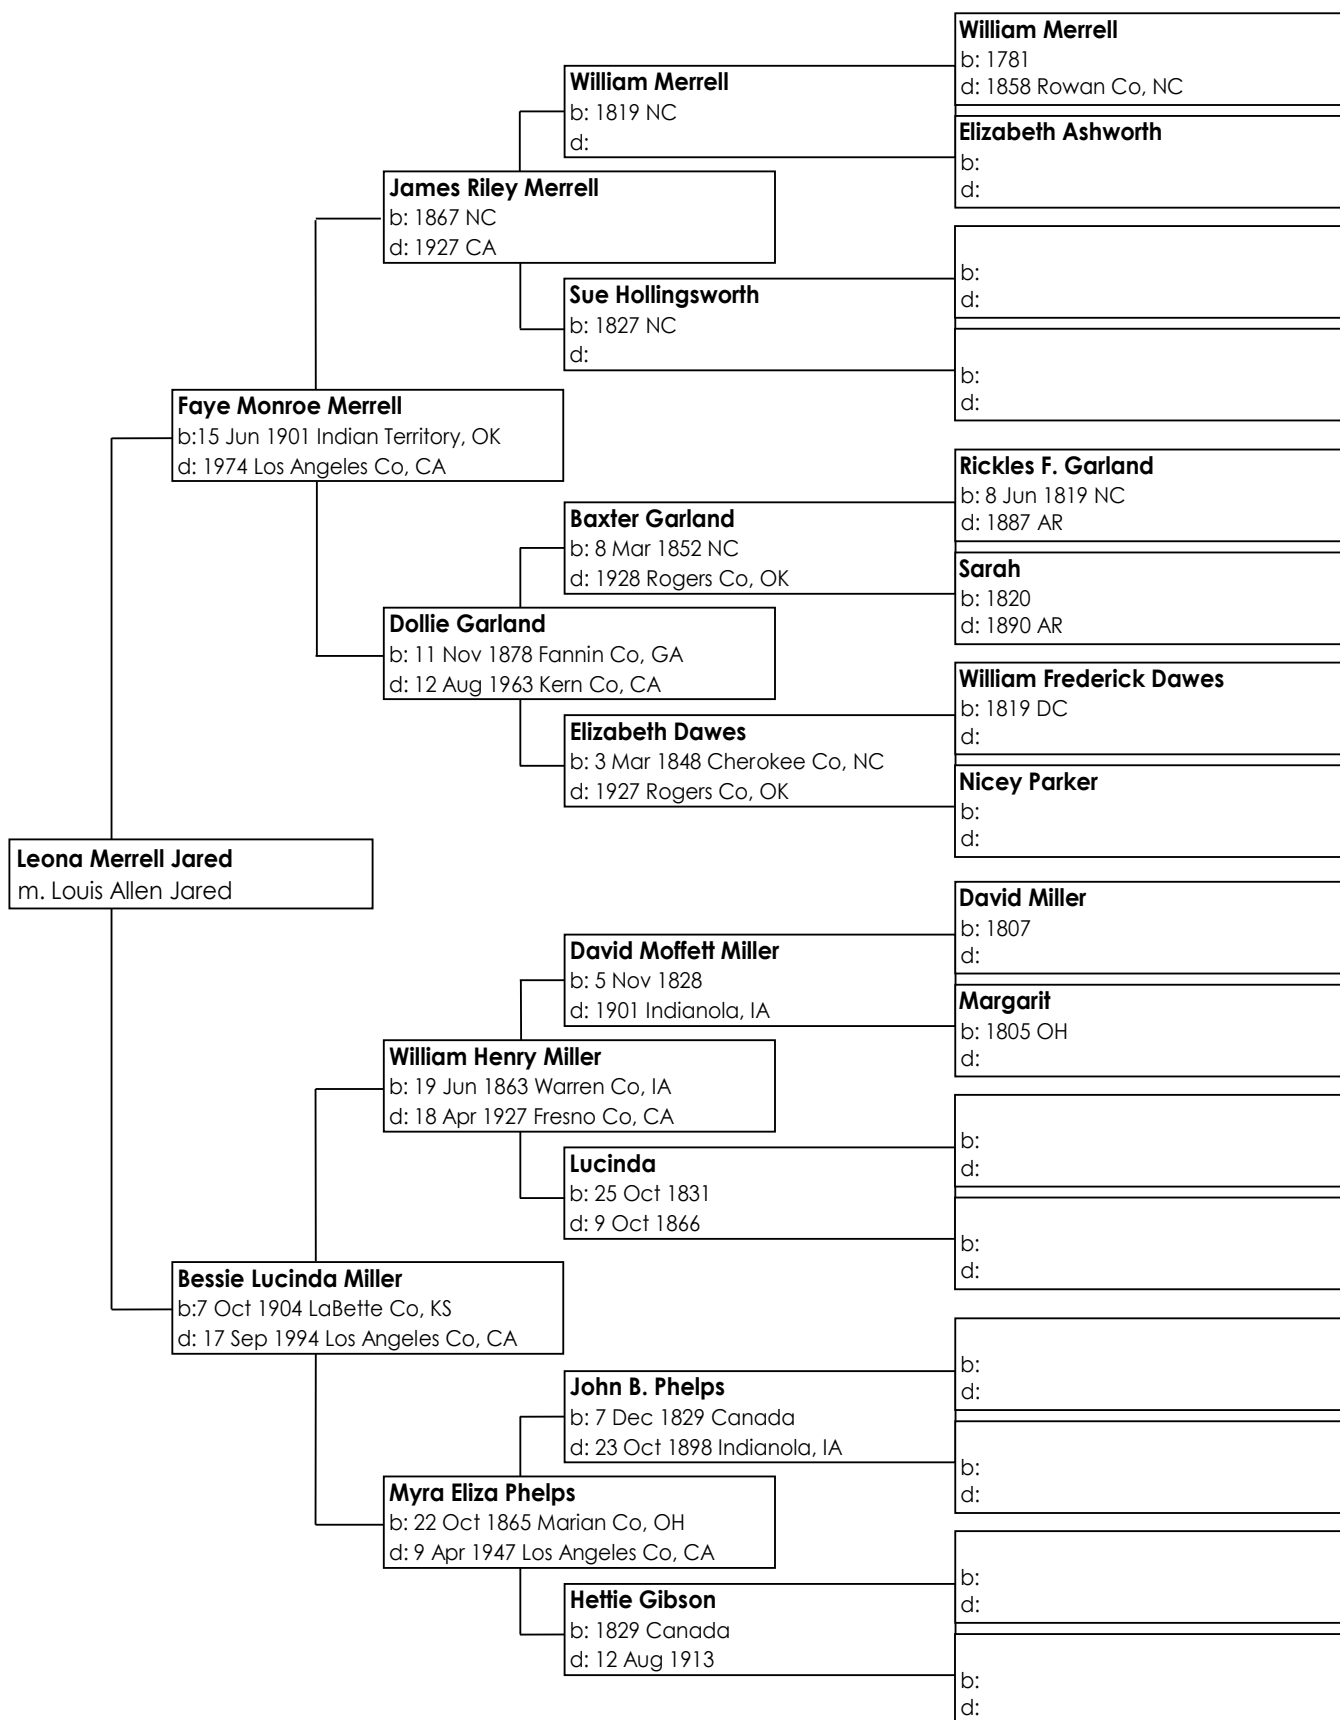 William Merrell
b: 1781
d: 1858 Rowan Co, NC
William Merrell
b: 1819 NC
d:
Elizabeth Ashworth
b:
d:
James Riley Merrell
b: 1867 NC
d: 1927 CA
b:
d:
Sue Hollingsworth
b: 1827 NC
d:
b:
d:
Faye Monroe Merrell
b:15 Jun 1901 Indian Territory, OK
d: 1974 Los Angeles Co, CA
Rickles F. Garland
b: 8 Jun 1819 NC
d: 1887 AR
Baxter Garland
b: 8 Mar 1852 NC
d: 1928 Rogers Co, OK
Sarah
b: 1820
d: 1890 AR
Dollie Garland
b: 11 Nov 1878 Fannin Co, GA
d: 12 Aug 1963 Kern Co, CA
William Frederick Dawes
b: 1819 DC
d:
Elizabeth Dawes
b: 3 Mar 1848 Cherokee Co, NC
d: 1927 Rogers Co, OK
Nicey Parker
b:
d:
Leona Merrell Jared
m. Louis Allen Jared
David Miller
b: 1807
d:
David Moffett Miller
b: 5 Nov 1828
d: 1901 Indianola, IA
Margarit
b: 1805 OH
d:
William Henry Miller
b: 19 Jun 1863 Warren Co, IA
d: 18 Apr 1927 Fresno Co, CA
b:
d:
Lucinda
b: 25 Oct 1831
d: 9 Oct 1866
b:
d:
Bessie Lucinda Miller
b:7 Oct 1904 LaBette Co, KS
d: 17 Sep 1994 Los Angeles Co, CA
b:
d:
John B. Phelps
b: 7 Dec 1829 Canada
d: 23 Oct 1898 Indianola, IA
b:
d:
Myra Eliza Phelps
b: 22 Oct 1865 Marian Co, OH
d: 9 Apr 1947 Los Angeles Co, CA
b:
d:
Hettie Gibson
b: 1829 Canada
d: 12 Aug 1913
b:
d: